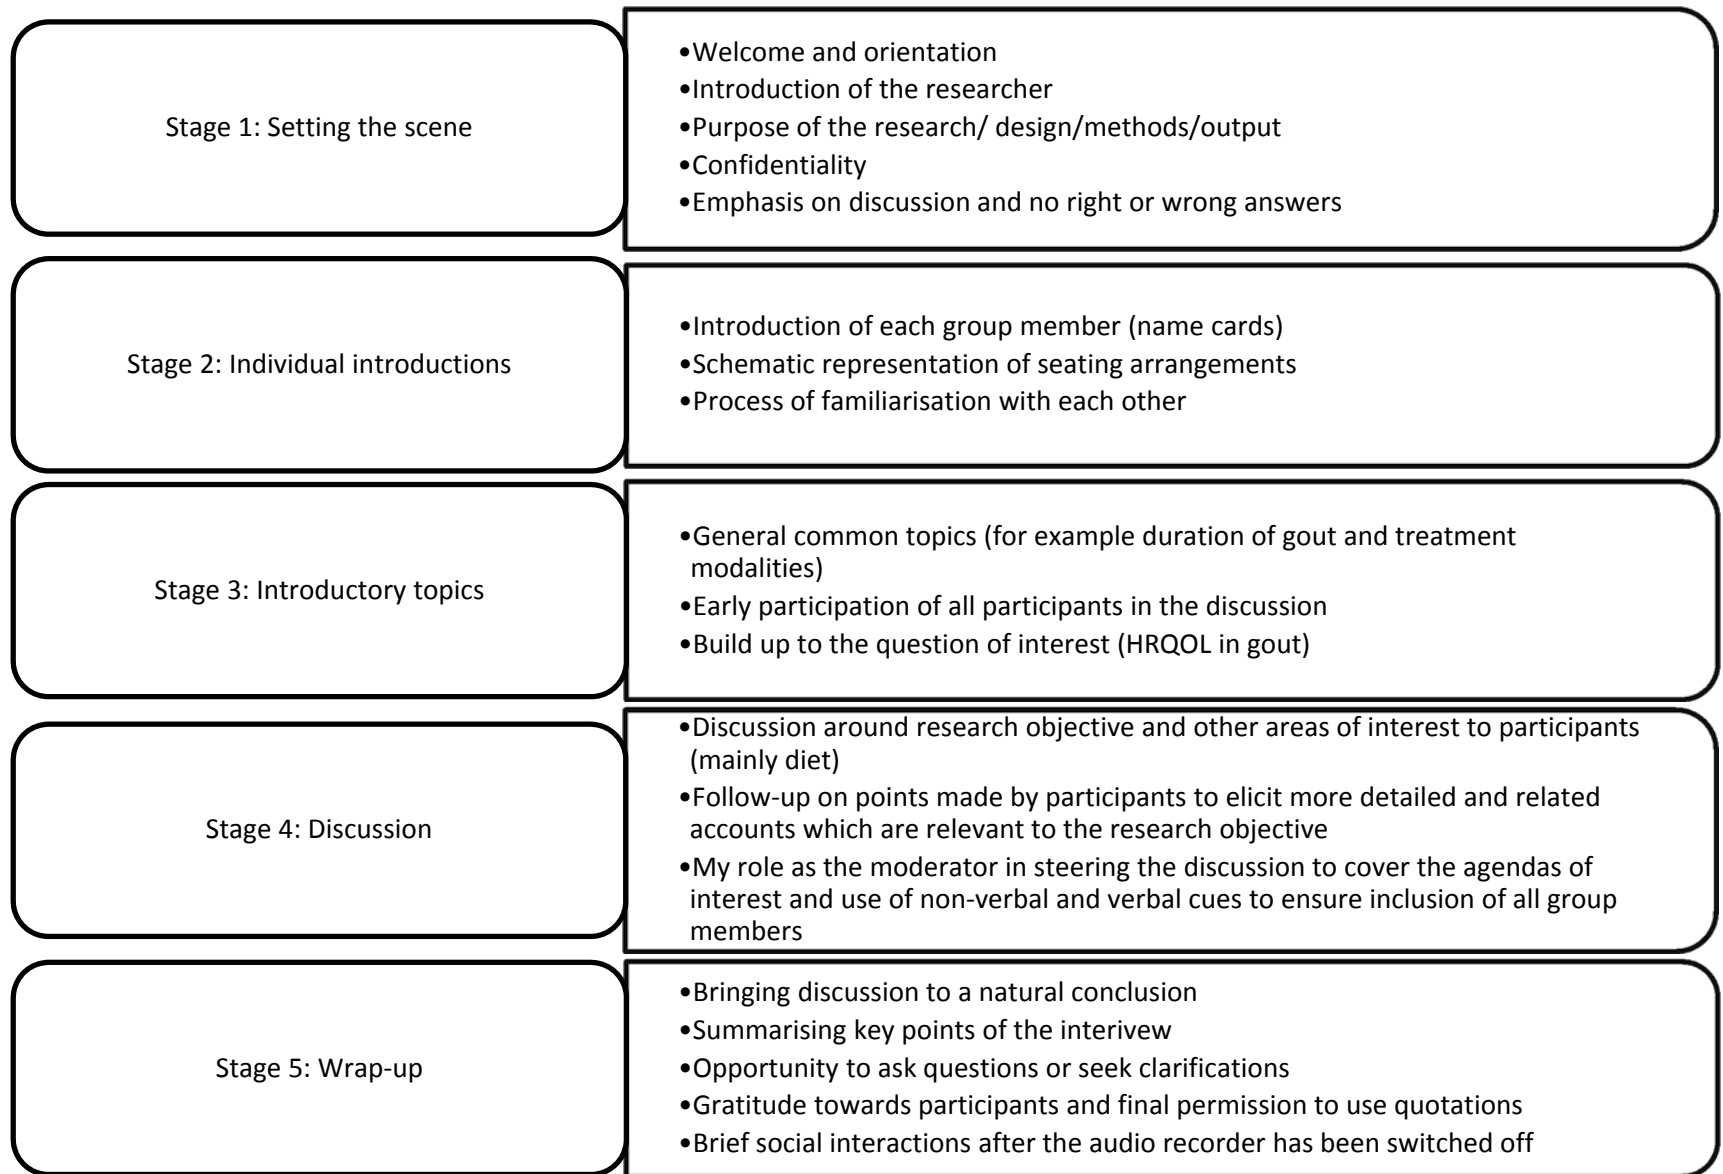 Stage 1: Setting the scene
•Welcome and orientation
•Introduction of the researcher
•Purpose of the research/ design/methods/output
•Confidentiality
•Emphasis on discussion and no right or wrong answers
Stage 2: Individual introductions
•Introduction of each group member (name cards)
•Schematic representation of seating arrangements
•Process of familiarisation with each other
Stage 3: Introductory topics
•General common topics (for example duration of gout and treatment
modalities)
•Early participation of all participants in the discussion
•Build up to the question of interest (HRQOL in gout)
Stage 4: Discussion
•Discussion around research objective and other areas of interest to participants
(mainly diet)
•Follow-up on points made by participants to elicit more detailed and related
accounts which are relevant to the research objective
•My role as the moderator in steering the discussion to cover the agendas of
interest and use of non-verbal and verbal cues to ensure inclusion of all group
members
Stage 5: Wrap-up
•Bringing discussion to a natural conclusion
•Summarising key points of the interivew
•Opportunity to ask questions or seek clarifications
•Gratitude towards participants and final permission to use quotations
•Brief social interactions after the audio recorder has been switched off